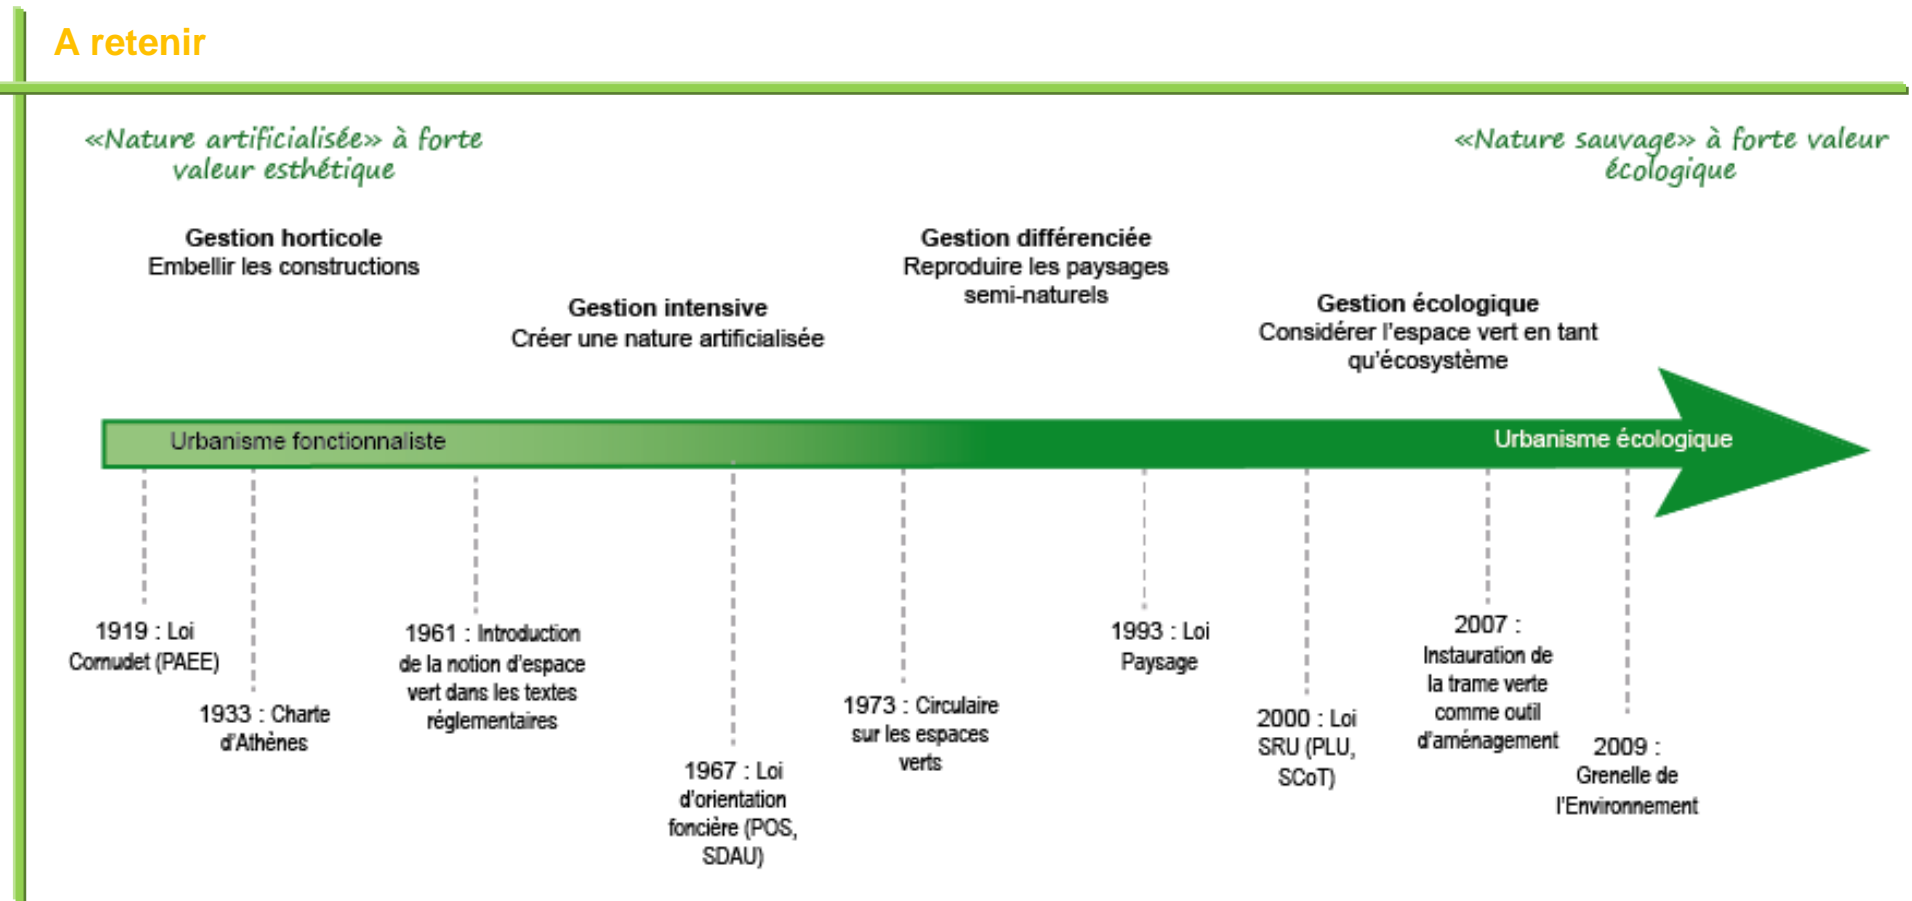 A retenir
«Nature artificialisée» à forte
valeur esthétique
«Nature sauvage» à forte valeur
écologique
Gestion horticole
Embellir les constructions
Gestion intensive
Créer une nature artificialisée
Gestion différenciée
Reproduire les paysages
semi-naturels
Gestion écologique
Considérer l'espace vert en tant
qu'écosystème
Urbanisme fonctionnaliste
Urbanisme écologique
1919 : Loi
Cornudet (PAEE)
1933 : Charte
d'Athènes
1961 : Introduction
de la notion d'espace
vert dans les textes
réglementaires
1967 : Loi
d'orientation
foncière (POS,
SDAU)
1973 : Circulaire
sur les espaces
verts
1993 : Loi
Paysage
2000 : Loi
SRU (PLU,
SCoT)
2007 :
Instauration de
la trame verte
comme outil
d'aménagement
2009 :
Grenelle de
l'Environnement